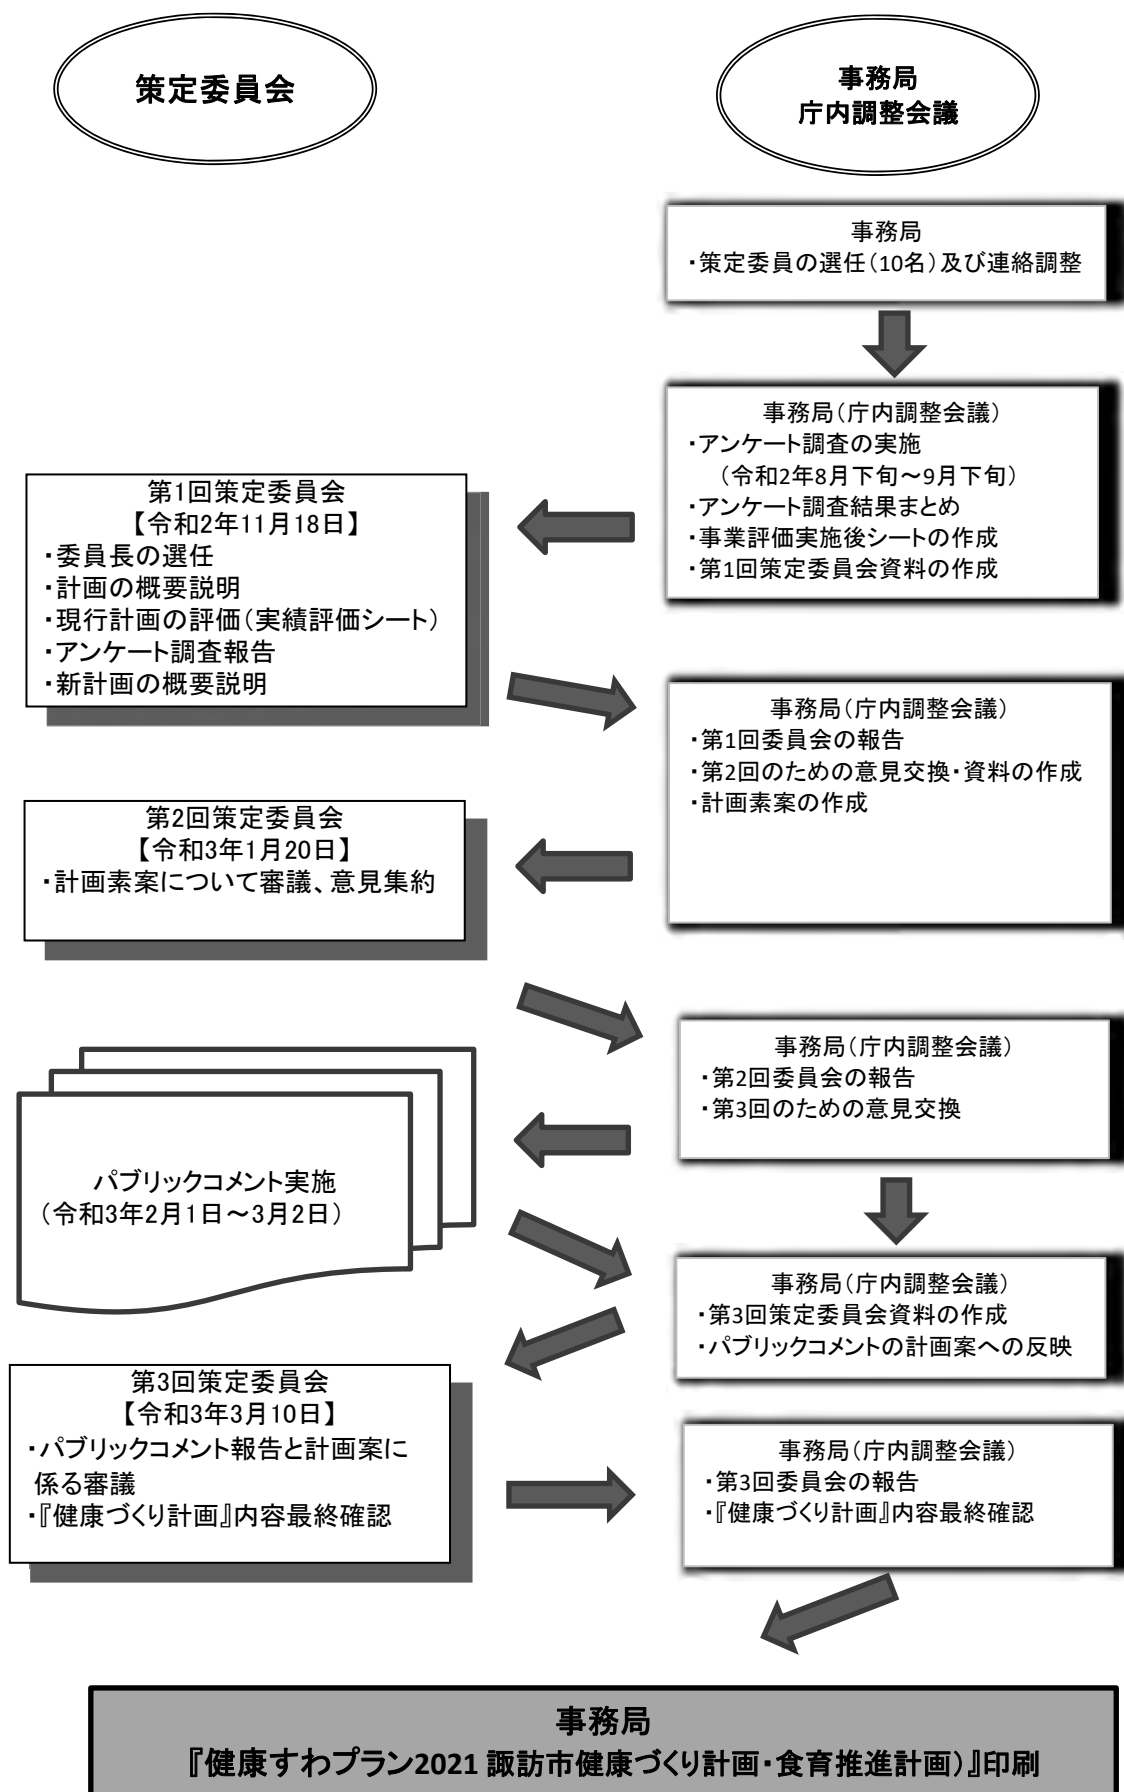 策定委員会
事務局
庁内調整会議
事務局
・策定委員の選任(10名)及び連絡調整
事務局(庁内調整会議)
・アンケート調査の実施
(令和2年8月下旬～9月下旬)
・アンケート調査結果まとめ
・事業評価実施後シートの作成
・第1回策定委員会資料の作成
第1回策定委員会
【令和2年11月18日】
・委員長の選任
・計画の概要説明
・現行計画の評価(実績評価シート)
・アンケート調査報告
・新計画の概要説明
事務局(庁内調整会議)
・第1回委員会の報告
・第2回のための意見交換・資料の作成
・計画素案の作成
第2回策定委員会
【令和3年1月20日】
・計画素案について審議、意見集約
事務局(庁内調整会議)
・第2回委員会の報告
・第3回のための意見交換
パブリックコメント実施
(令和3年2月1日～3月2日)
事務局(庁内調整会議)
・第3回策定委員会資料の作成
・パブリックコメントの計画案への反映
第3回策定委員会
【令和3年3月10日】
・パブリックコメント報告と計画案に
係る審議
・『健康づくり計画』内容最終確認
事務局(庁内調整会議)
・第3回委員会の報告
・『健康づくり計画』内容最終確認
事務局
『健康すわプラン2021 諏訪市健康づくり計画・食育推進計画)』印刷